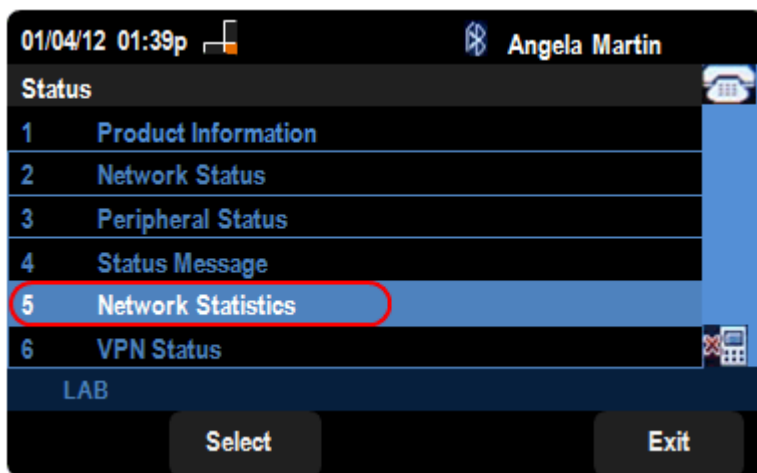 01/04/12 01:39p Angela Martin
Status
1 Product Information
2 Network Status
3 Peripheral Status
4 Status Message
5 Network Statistics
6 VPN Status
LAB
Select Exit